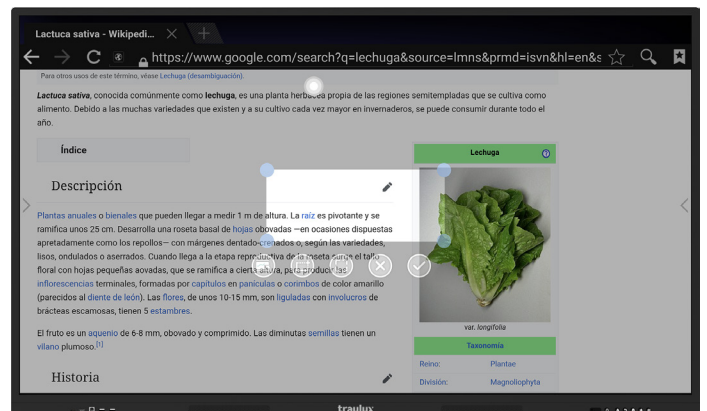 Lactuca sativa - Wikipedi...
https://www.google.com/search?q=lechuga&source=lmns&prmd=isvn&hl=en&s
Para otros usos de este término, véase Lechuga (desambiguación).
Lactuca sativa, conocida comúnmente como lechuga, es una planta herbácea propia de las regiones semitempladas que se cultiva como
alimento. Debido a las muchas variedades que existen y a su cultivo cada vez mayor en invernaderos, se puede consumir durante todo el
año.
Índice
Descripción
Plantas anuales o bienales que pueden llegar a medir 1 m de altura. La raíz es pivotante y se
ramifica unos 25 cm. Desarrolla una roseta basal de hojas obovadas —en ocasiones dispuestas
apretadamente como los repollos— con márgenes dentado-crenados o, según las variedades,
lisos, ondulados o aserrados. Cuando llega a la etapa reproductiva de la roseta surge el tallo
floral con hojas pequeñas aovadas, que se ramifica a cierta altura, para producir las
inflorescencias terminales, formadas por capítulos en panículas o corimbos de color amarillo
(parecidos al diente de león). Las flores, de unos 10-15 mm, son liguladas con involucros de
brácteas escamosas, tienen 5 estambres.
El fruto es un aquenio de 6-8 mm, obovado y comprimido. Las diminutas semillas tienen un
vilano plumoso.[1]
Historia
Lechuga
var. longifolia
Taxonomía
Reino: Plantae
División: Magnoliophyta
traulux